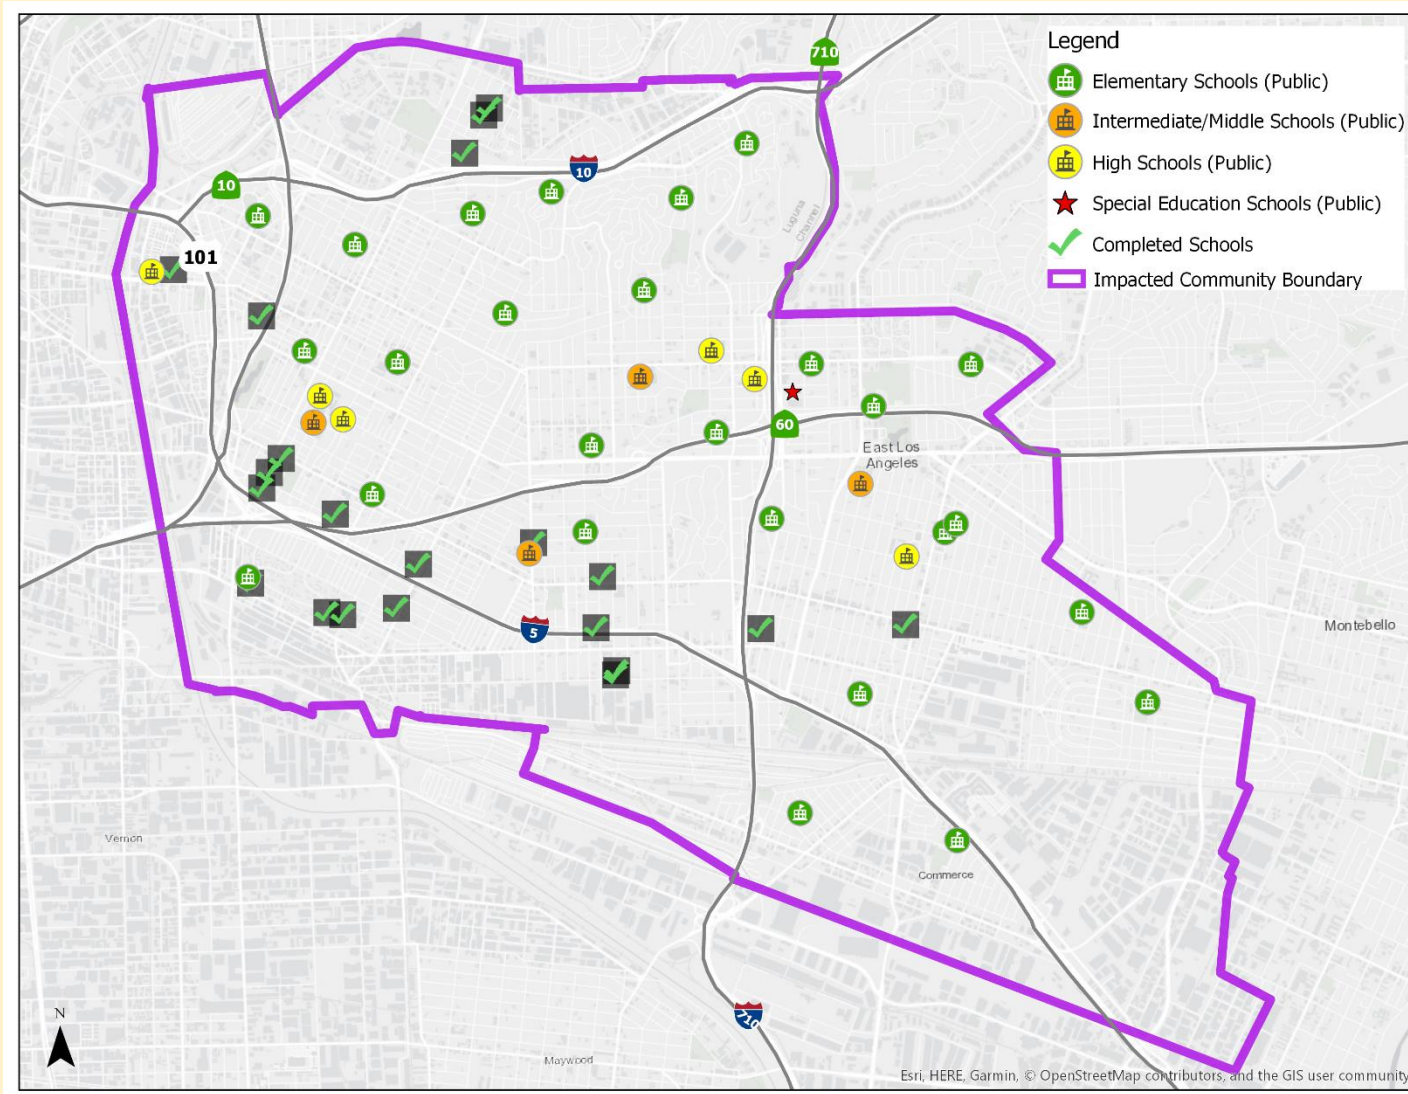 Legend
Elementary Schools (Public)
Intermediate/Middle Schools (Public)
High Schools (Public)
Special Education Schools (Public)
Completed Schools
Impacted Community Boundary
710
10
10
101
Laguna
Channel
60
East Los
Angeles
5
Montebello
Vernon
Commerce
710
N
Maywood
Esri, HERE, Garmin, © OpenStreetMap contributors, and the GIS user community